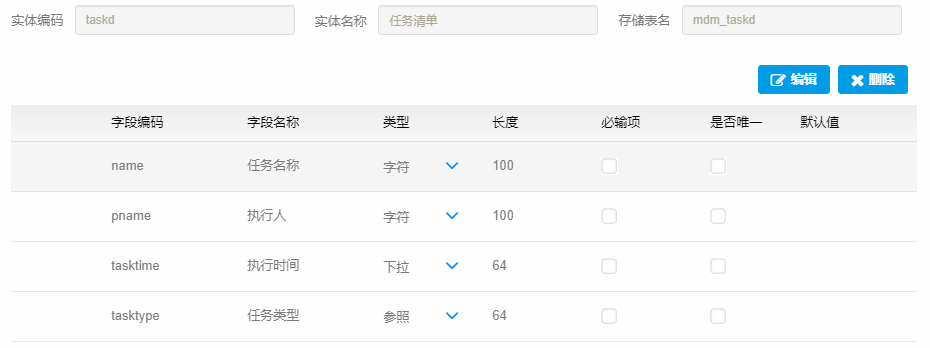 实体编码 taskd 实体名称 任务清单 存储表名 mdm_taskd
编辑 删除
字段编码 字段名称 类型 长度 必输项 是否唯一 默认值
name 任务名称 字符 100
pname 执行人 字符 100
tasktime 执行时间 下拉 64
tasktype 任务类型 参照 64